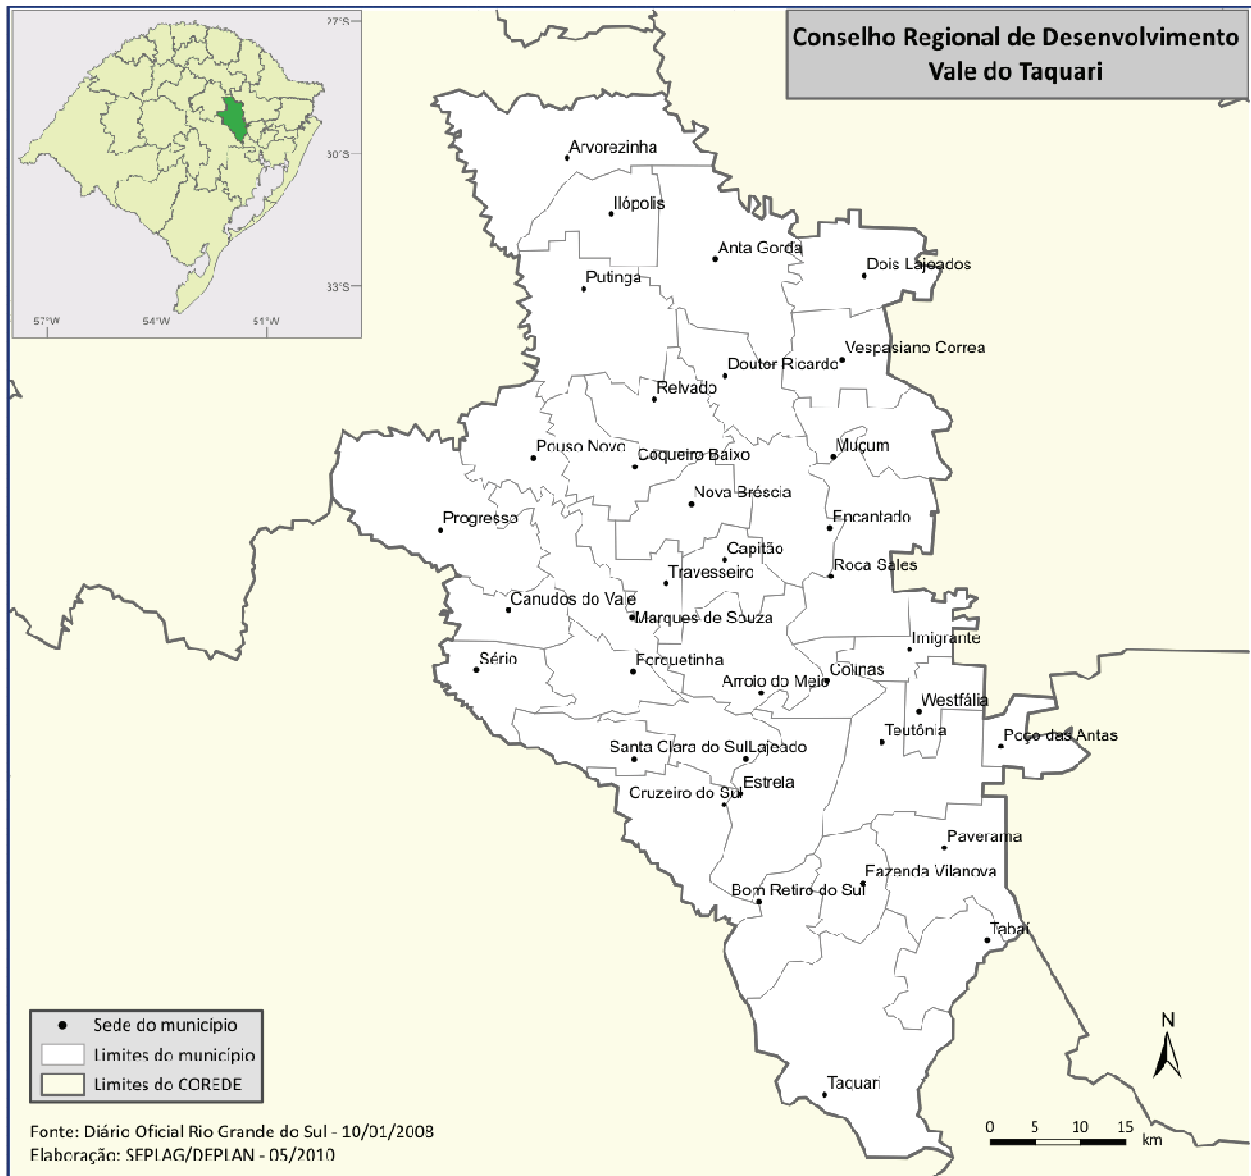 Conselho Regional de Desenvolvimento
Vale do Taquari
27°S
30°S
33°S
57°W
54°W
51°W
Arvorezinha
Ilópolis
Anta Gorda
Dois Lajeados
Putinga
Vespasiano Correa
Doutor Ricardo
Relvado
Muçum
Pouso Novo
Coqueiro Baixo
Nova Bréscia
Progresso
Encantado
Capitão
Roca Sales
Travesseiro
Canudos do Vale
Marques de Souza
Imigrante
Sério
Forquetinha
Colinas
Arroio do Meio
Westfália
Teutônia
Poço das Antas
Santa Clara do Sul
Lajeado
Estrela
Cruzeiro do Sul
Paverama
Fazenda Vilanova
Bom Retiro do Sul
Tabaí
Taquari
Sede do município
Limites do município
Limites do COREDE
N
0 5 10 15
km
Fonte: Diário Oficial Rio Grande do Sul - 10/01/2008
Elaboração: SEPLAG/DEPLAN - 05/2010